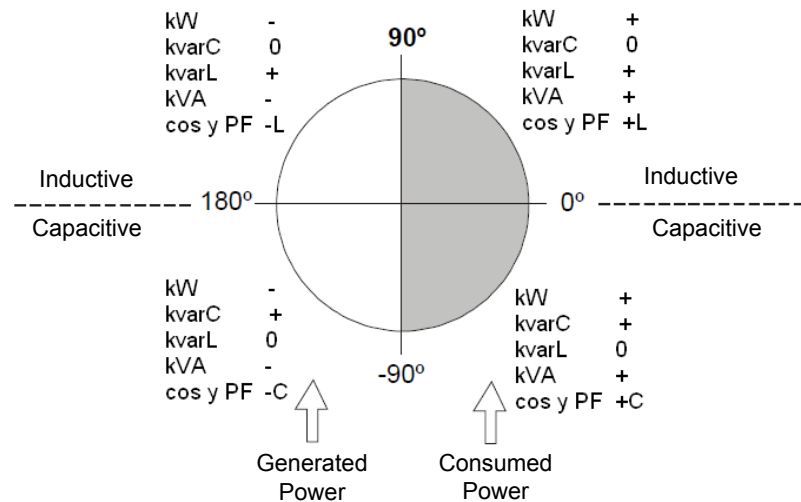 kW -
kvarC 0
kvarL +
kVA -
cos y PF -L
90º
kW +
kvarC 0
kvarL +
kVA +
cos y PF +L
Inductive
Capacitive
180º
0º
Inductive
Capacitive
kW -
kvarC +
kvarL 0
kVA -
cos y PF -C
-90º
kW +
kvarC +
kvarL 0
kVA +
cos y PF +C
Generated
Power
Consumed
Power